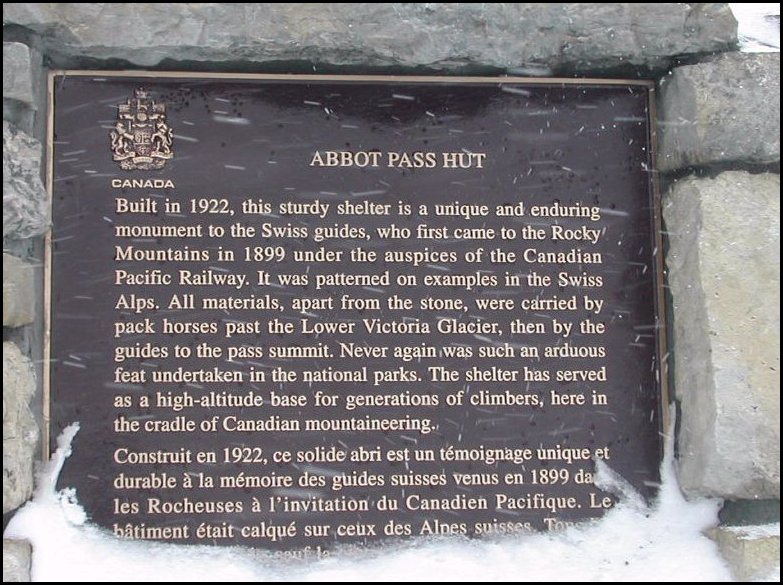 CANADA
ABBOT PASS HUT
Built in 1922, this sturdy shelter is a unique and enduring
monument to the Swiss guides, who first came to the Rocky
Mountains in 1899 under the auspices of the Canadian
Pacific Railway. It was patterned on examples in the Swiss
Alps. All materials, apart from the stone, were carried by
pack horses past the Lower Victoria Glacier, then by the
guides to the pass summit. Never again was such an arduous
feat undertaken in the national parks. The shelter has served
as a high-altitude base for generations of climbers, here in
the cradle of Canadian mountaineering.
Construit en 1922, ce solide abri est un témoignage unique et
durable à la mémoire des guides suisses venus en 1899
les Rocheuses à l'invitation du Canadien Pacifique. Le
bâtiment était calqué sur ceux des Alpes suisses.
sauf la